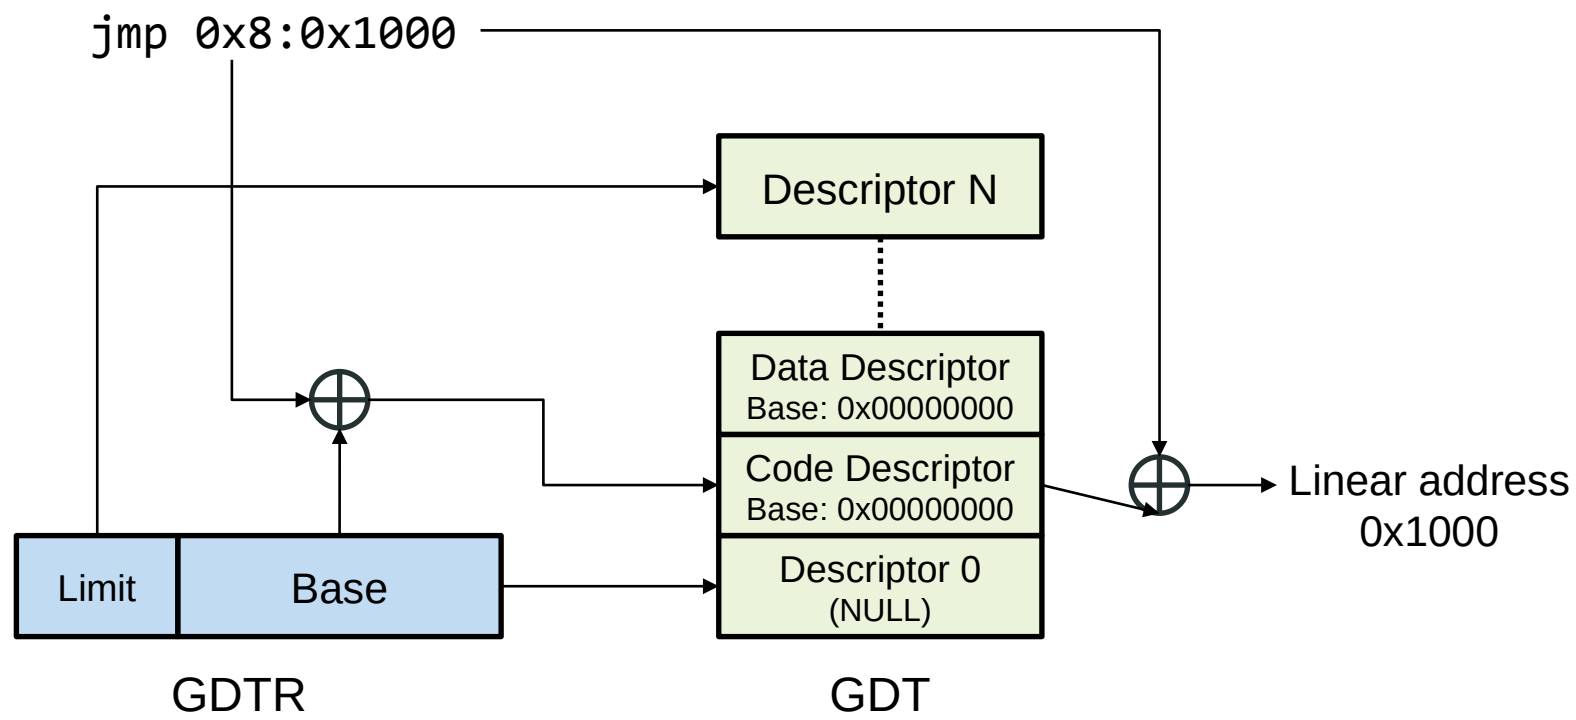 jmp 0x8:0x1000
Descriptor N
Data Descriptor
Base: 0x00000000
Code Descriptor
Base: 0x00000000
Linear address
0x1000
Descriptor 0
(NULL)
Limit
Base
GDTR
GDT